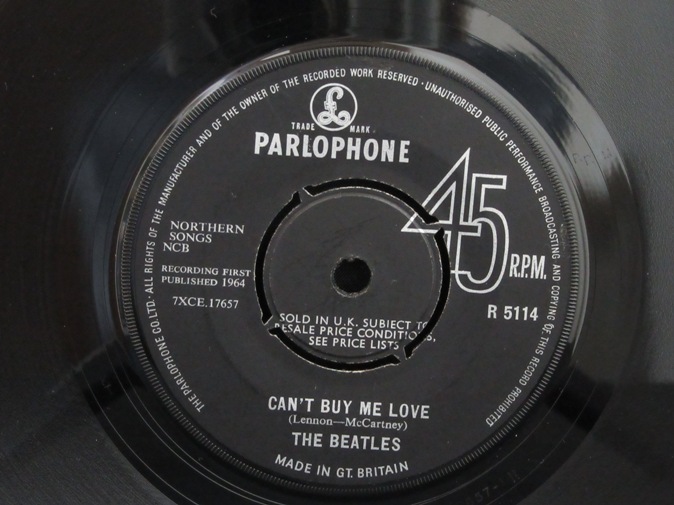 THE PARLOPHONE CO.LTD.·ALL RIGHTS OF THE MANUFACTURER AND OF THE OWNER OF THE RECORDED WORK RESERVED·UNAUTHORISED PUBLIC PERFORMANCE BROADCASTING AND COPYING OF THIS RECORD PROHIBITED
£
TRADE MARK.
PARLOPHONE
45
R.P.M.
NORTHERN
SONGS
NCB
RECORDING FIRST
PUBLISHED 1964
7XCE.17657
R 5114
SOLD IN U.K. SUBJECT TO
RESALE PRICE CONDITIONS,
SEE PRICE LISTS
CAN'T BUY ME LOVE
(Lennon—McCartney)
THE BEATLES
MADE IN GT. BRITAIN